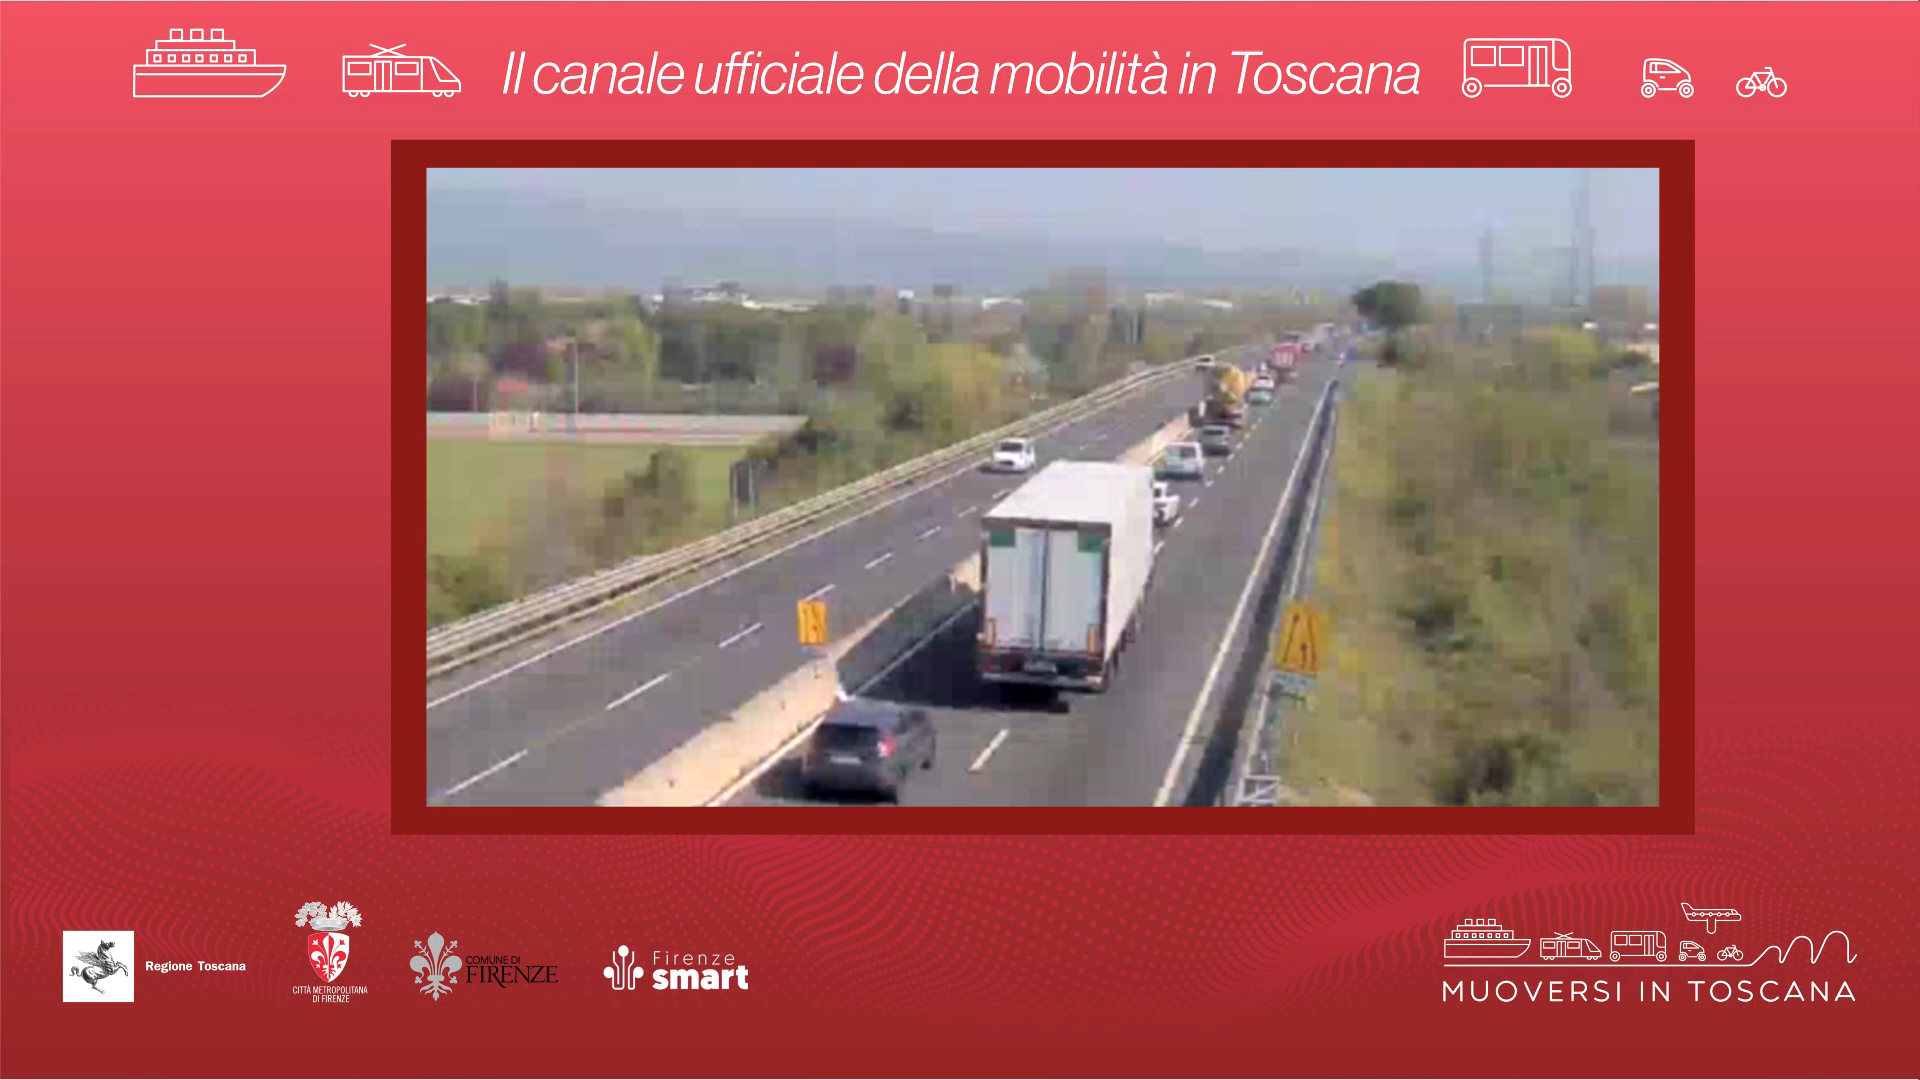 Il canale ufficiale della mobilità in Toscana
Regione Toscana
CITTÀ METROPOLITANA
DI FIRENZE
COMUNE DI
FIRENZE
Firenze
smart
MUOVERSI IN TOSCANA